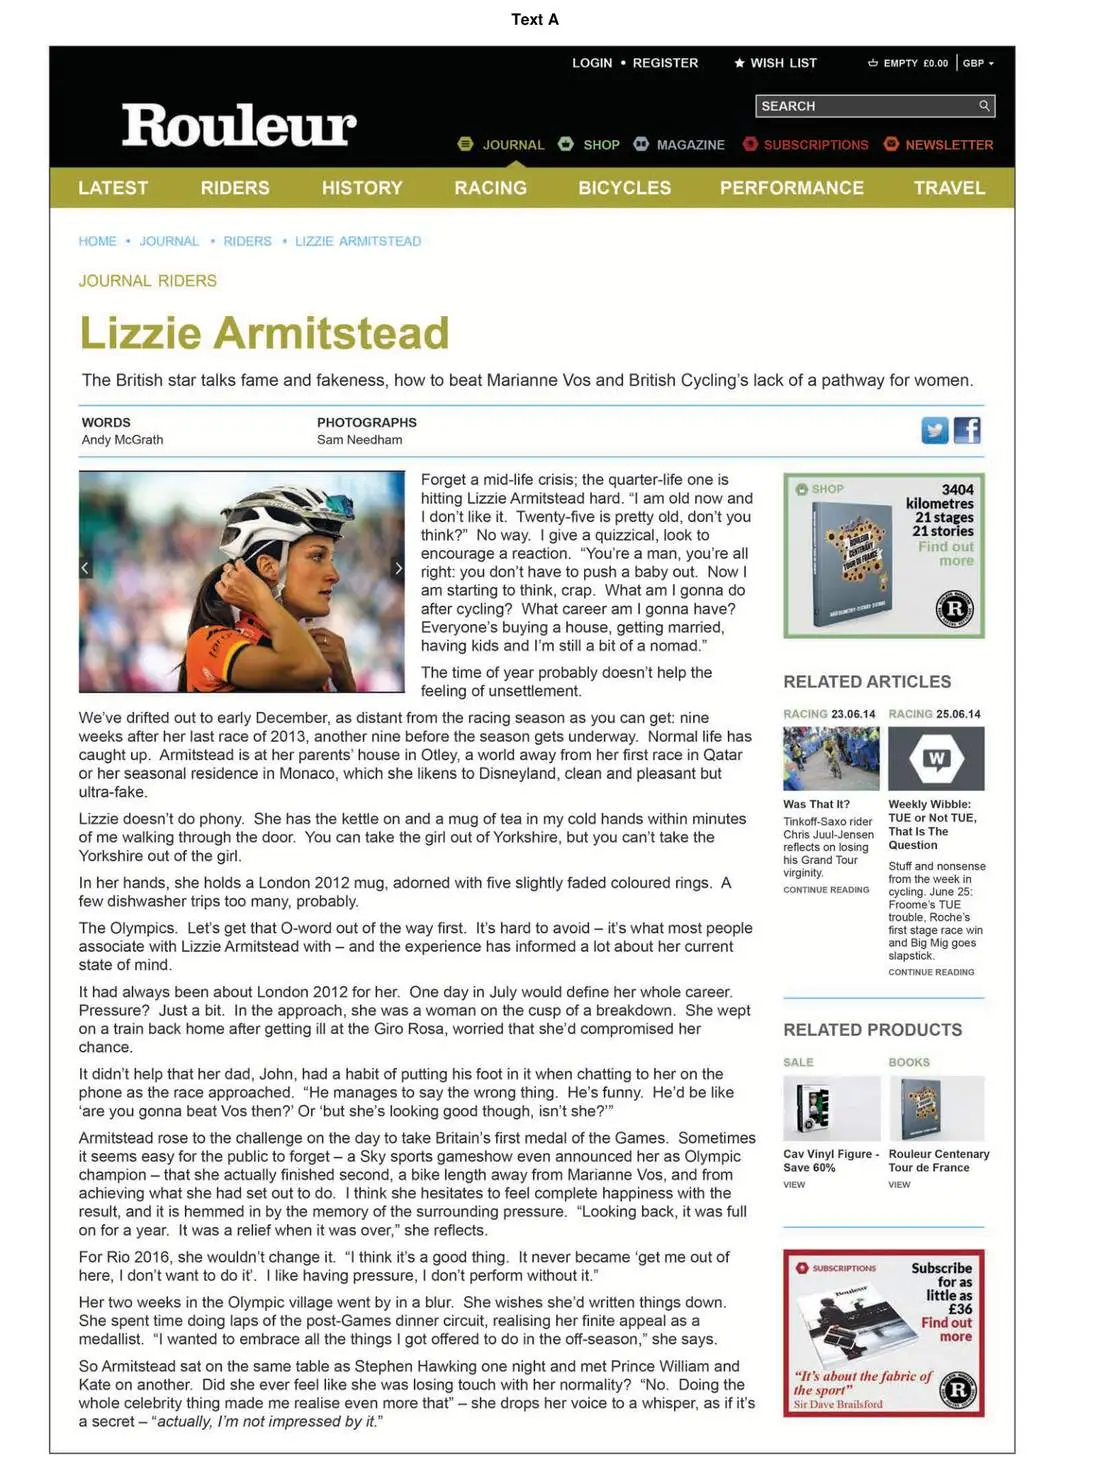 Text A
LOGIN • REGISTER ★ WISH LIST EMPTY £0.00 GBP
SEARCH
Rouleur
JOURNAL SHOP MAGAZINE SUBSCRIPTIONS NEWSLETTER
LATEST RIDERS HISTORY RACING BICYCLES PERFORMANCE TRAVEL
HOME • JOURNAL • RIDERS • LIZZIE ARMITSTEAD
JOURNAL RIDERS
Lizzie Armitstead
The British star talks fame and fakeness, how to beat Marianne Vos and British Cycling's lack of a pathway for women.
WORDS
Andy McGrath
PHOTOGRAPHS
Sam Needham
Forget a mid-life crisis; the quarter-life one is
hitting Lizzie Armitstead hard. “I am old now and
I don’t like it. Twenty-five is pretty old, don’t you
think?” No way. I give a quizzical, look to
encourage a reaction. “You’re a man, you’re all
right: you don’t have to push a baby out. Now I
am starting to think, crap. What am I gonna do
after cycling? What career am I gonna have?
Everyone’s buying a house, getting married,
having kids and I’m still a bit of a nomad.”
The time of year probably doesn’t help the
feeling of unsettlement.
We’ve drifted out to early December, as distant from the racing season as you can get: nine
weeks after her last race of 2013, another nine before the season gets underway. Normal life has
caught up. Armitstead is at her parents’ house in Otley, a world away from her first race in Qatar
or her seasonal residence in Monaco, which she likens to Disneyland, clean and pleasant but
ultra-fake.
Lizzie doesn’t do phony. She has the kettle on and a mug of tea in my cold hands within minutes
of me walking through the door. You can take the girl out of Yorkshire, but you can’t take the
Yorkshire out of the girl.
In her hands, she holds a London 2012 mug, adorned with five slightly faded coloured rings. A
few dishwasher trips too many, probably.
The Olympics. Let’s get that O-word out of the way first. It’s hard to avoid – it’s what most people
associate with Lizzie Armitstead with – and the experience has informed a lot about her current
state of mind.
It had always been about London 2012 for her. One day in July would define her whole career.
Pressure? Just a bit. In the approach, she was a woman on the cusp of a breakdown. She wept
on a train back home after getting ill at the Giro Rosa, worried that she’d compromised her
chance.
It didn’t help that her dad, John, had a habit of putting his foot in it when chatting to her on the
phone as the race approached. “He manages to say the wrong thing. He’s funny. He’d be like
‘are you gonna beat Vos then?’ Or ‘but she’s looking good though, isn’t she?’”
Armitstead rose to the challenge on the day to take Britain’s first medal of the Games. Sometimes
it seems easy for the public to forget – a Sky sports gameshow even announced her as Olympic
champion – that she actually finished second, a bike length away from Marianne Vos, and from
achieving what she had set out to do. I think she hesitates to feel complete happiness with the
result, and it is hemmed in by the memory of the surrounding pressure. “Looking back, it was full
on for a year. It was a relief when it was over,” she reflects.
For Rio 2016, she wouldn’t change it. “I think it’s a good thing. It never became ‘get me out of
here, I don’t want to do it’. I like having pressure, I don’t perform without it.”
Her two weeks in the Olympic village went by in a blur. She wishes she’d written things down.
She spent time doing laps of the post-Games dinner circuit, realising her finite appeal as a
medallist. “I wanted to embrace all the things I got offered to do in the off-season,” she says.
So Armitstead sat on the same table as Stephen Hawking one night and met Prince William and
Kate on another. Did she ever feel like she was losing touch with her normality? “No. Doing the
whole celebrity thing made me realise even more that” – she drops her voice to a whisper, as if it’s
a secret – “actually, I’m not impressed by it.”
SHOP
3404
kilometres
21 stages
21 stories
Find out
more
ROULEUR
CENTENARY
TOUR DE FRANCE
R
RELATED ARTICLES
RACING 23.06.14
Was That It?
Tinkoff-Saxo rider
Chris Juul-Jensen
reflects on losing
his Grand Tour
virginity.
CONTINUE READING
RACING 25.06.14
W
Weekly Wibble:
TUE or Not TUE,
That Is The
Question
Stuff and nonsense
from the week in
cycling. June 25:
Froome’s TUE
trouble, Roche’s
first stage race win
and Big Mig goes
slapstick.
CONTINUE READING
RELATED PRODUCTS
SALE
Cav Vinyl Figure -
Save 60%
VIEW
BOOKS
Rouleur Centenary
Tour de France
VIEW
SUBSCRIPTIONS
Subscribe
for as
little as
£36
Find out
more
Rouleur
“It’s about the fabric of
the sport”
Sir Dave Brailsford
R